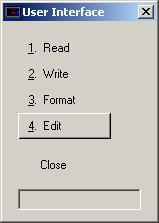 User Interface
1. Read
2. Write
3. Format
4. Edit
Close